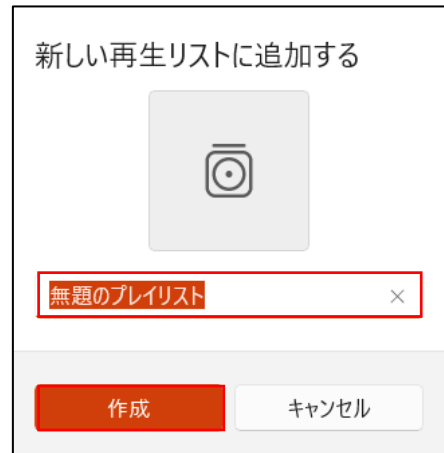 新しい再生リストに追加する
無題のプレイリスト
作成
キャンセル